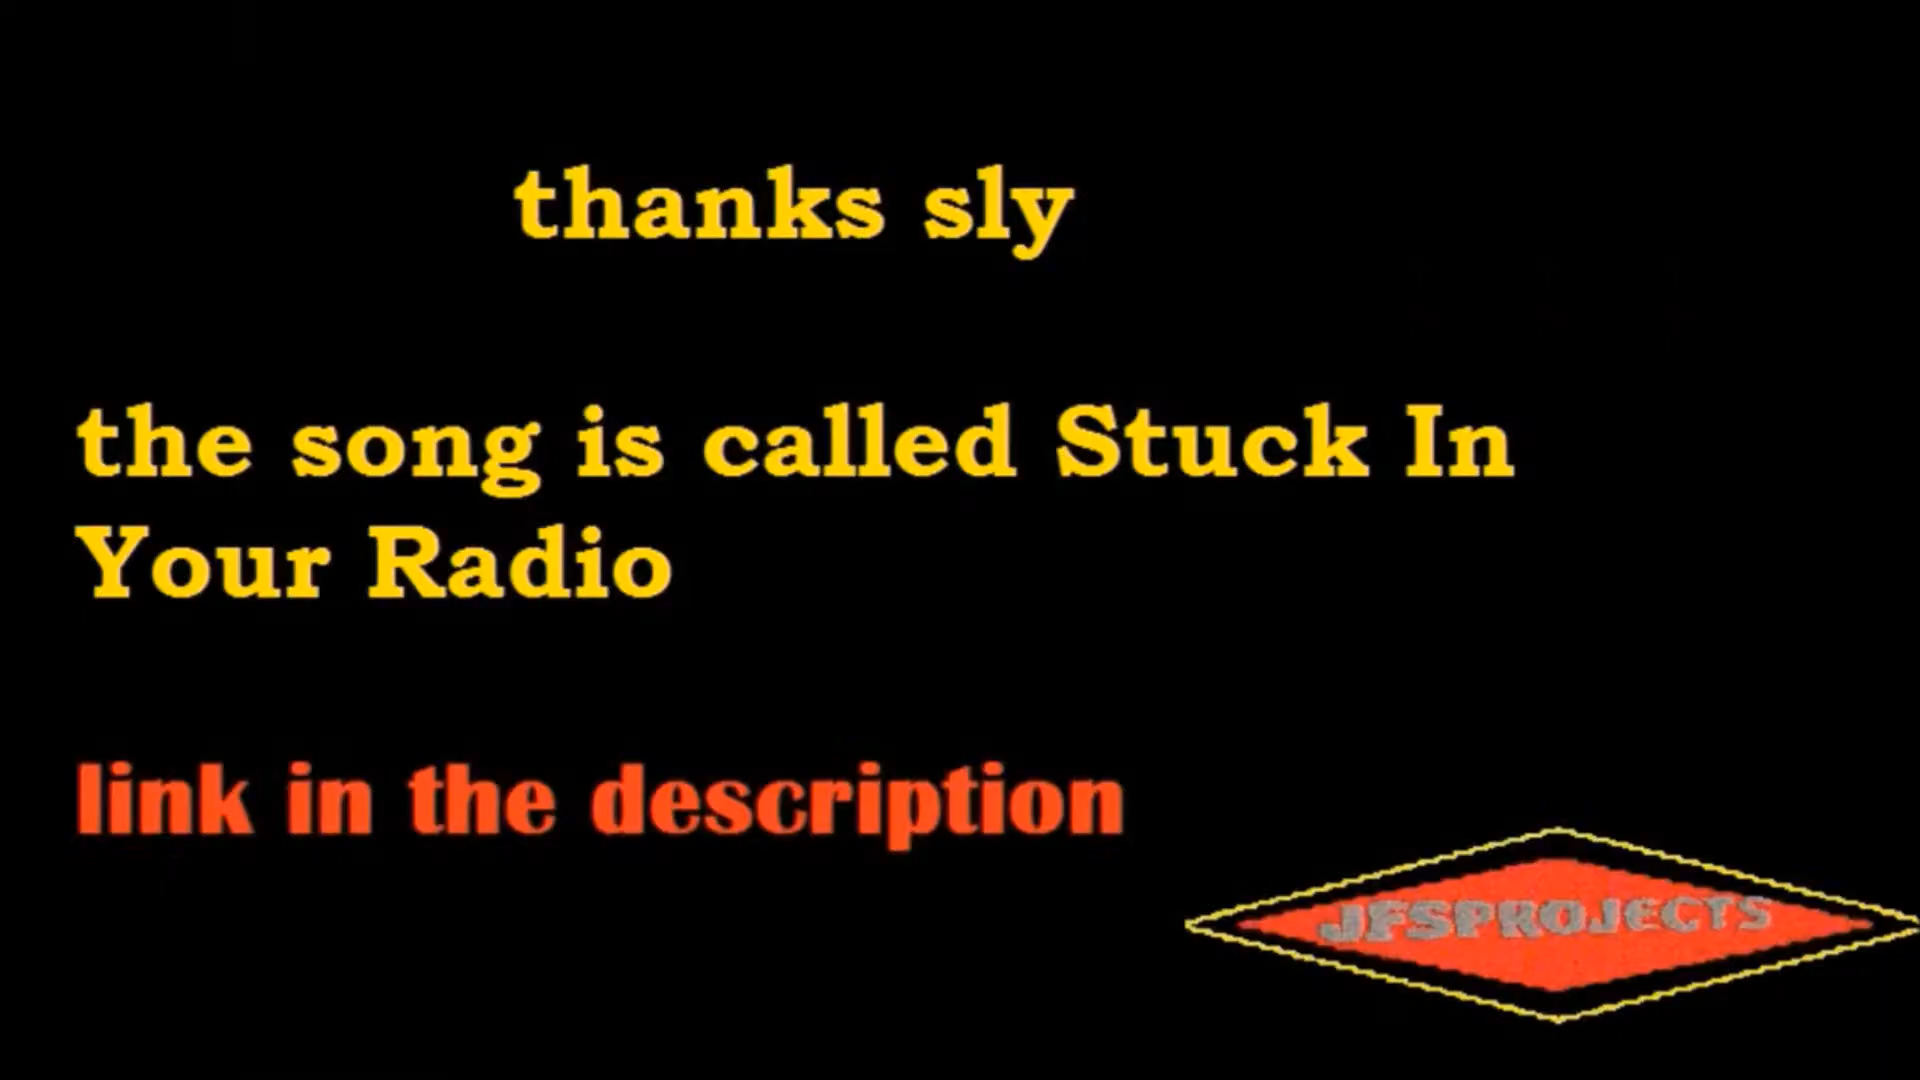 thanks sly
the song is called Stuck In
Your Radio
link in the description
JFSPROJECTS